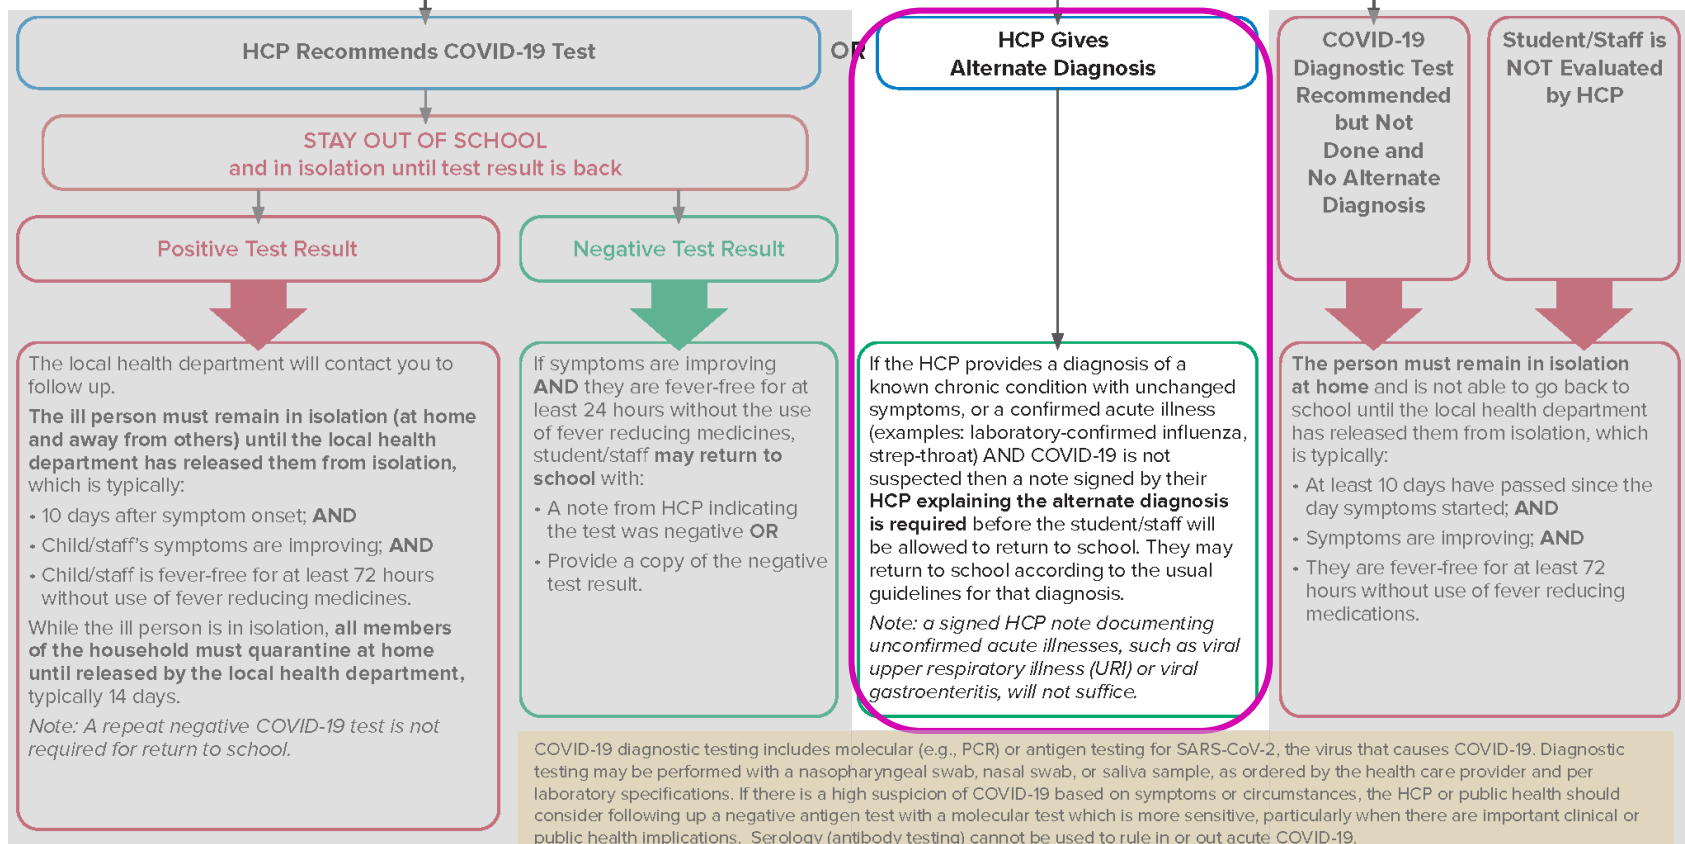 HCP Recommends COVID-19 Test
OR
HCP Gives
Alternate Diagnosis
COVID-19
Diagnostic Test
Recommended
but Not
Done and
No Alternate
Diagnosis
Student/Staff is
NOT Evaluated
by HCP
STAY OUT OF SCHOOL
and in isolation until test result is back
Positive Test Result
Negative Test Result
The local health department will contact you to
follow up.
The ill person must remain in isolation (at home
and away from others) until the local health
department has released them from isolation,
which is typically:
• 10 days after symptom onset; AND
• Child/staff's symptoms are improving; AND
• Child/staff is fever-free for at least 72 hours
without use of fever reducing medicines.
While the ill person is in isolation, all members
of the household must quarantine at home
until released by the local health department,
typically 14 days.
Note: A repeat negative COVID-19 test is not
required for return to school.
If symptoms are improving
AND they are fever-free for at
least 24 hours without the use
of fever reducing medicines,
student/staff may return to
school with:
• A note from HCP indicating
the test was negative OR
• Provide a copy of the negative
test result.
If the HCP provides a diagnosis of a
known chronic condition with unchanged
symptoms, or a confirmed acute illness
(examples: laboratory-confirmed influenza,
strep-throat) AND COVID-19 is not
suspected then a note signed by their
HCP explaining the alternate diagnosis
is required before the student/staff will
be allowed to return to school. They may
return to school according to the usual
guidelines for that diagnosis.
Note: a signed HCP note documenting
unconfirmed acute illnesses, such as viral
upper respiratory illness (URI) or viral
gastroenteritis, will not suffice.
The person must remain in isolation
at home and is not able to go back to
school until the local health department
has released them from isolation, which
is typically:
• At least 10 days have passed since the
day symptoms started; AND
• Symptoms are improving; AND
• They are fever-free for at least 72
hours without use of fever reducing
medications.
COVID-19 diagnostic testing includes molecular (e.g., PCR) or antigen testing for SARS-CoV-2, the virus that causes COVID-19. Diagnostic
testing may be performed with a nasopharyngeal swab, nasal swab, or saliva sample, as ordered by the health care provider and per
laboratory specifications. If there is a high suspicion of COVID-19 based on symptoms or circumstances, the HCP or public health should
consider following up a negative antigen test with a molecular test which is more sensitive, particularly when there are important clinical or
public health implications. Serology (antibody testing) cannot be used to rule in or out acute COVID-19.